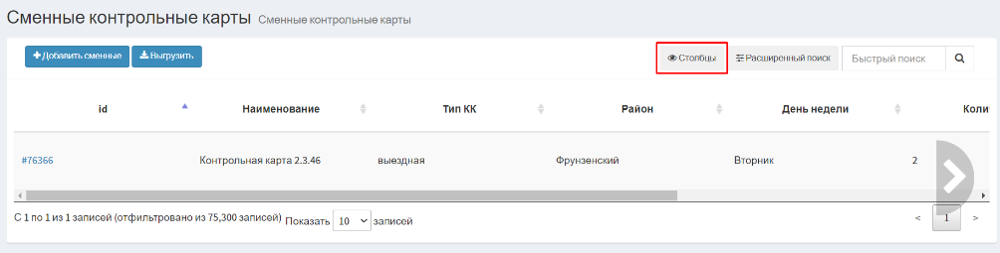 Сменные контрольные карты Сменные контрольные карты
Добавить сменные Выгрузить Столбцы Расширенный поиск Быстрый поиск
id Наименование Тип КК Район День недели Коли
#76366 Контрольная карта 2.3.46 выездная Фрунзенский Вторник 2
С 1 по 1 из 1 записей (отфильтровано из 75,300 записей) Показать 10 записей < 1 >